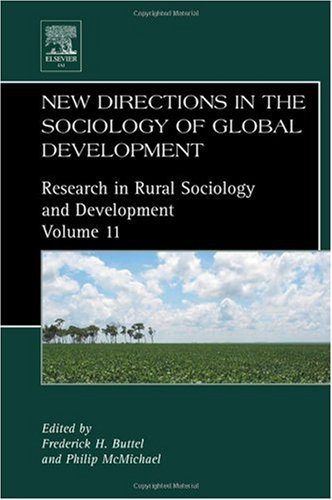 ELSEVIER
JAI
NEW DIRECTIONS IN THE
SOCIOLOGY OF GLOBAL
DEVELOPMENT
Research in Rural Sociology
and Development
Volume 11
Edited by
Frederick H. Buttel
and Philip McMichael